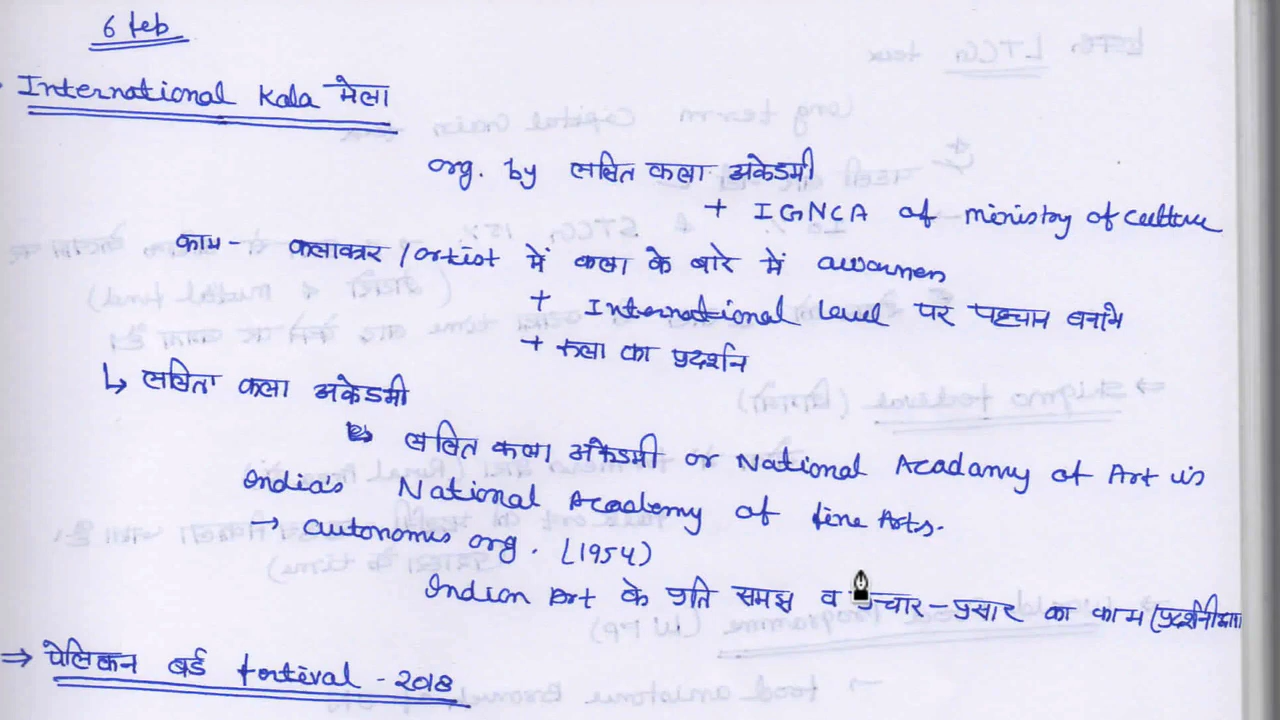 6 Feb
International Kala मेला
org. by ललित कला अकेडमी
+ IGNCA of ministry of culture
काम - कलाकार / artist में कला के बारे में awarnes
+ International level पर पहचान बनाने
+ कला का प्रदर्शन
↳ ललिता कला अकेडमी
ललित कला अकेडमी or National Acadamy of Art is
India's National Academy of fine Arts.
→ autonomus org. (1954)
Indian Art के प्रति समझ व प्रचार-प्रसार का काम (प्रदर्शनी द्वारा
⇒ पेलिकन बर्ड festival - 2018